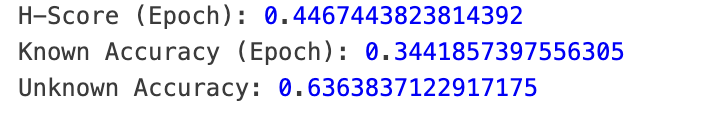 H-Score (Epoch): 0.4467443823814392
Known Accuracy (Epoch): 0.3441857397556305
Unknown Accuracy: 0.6363837122917175